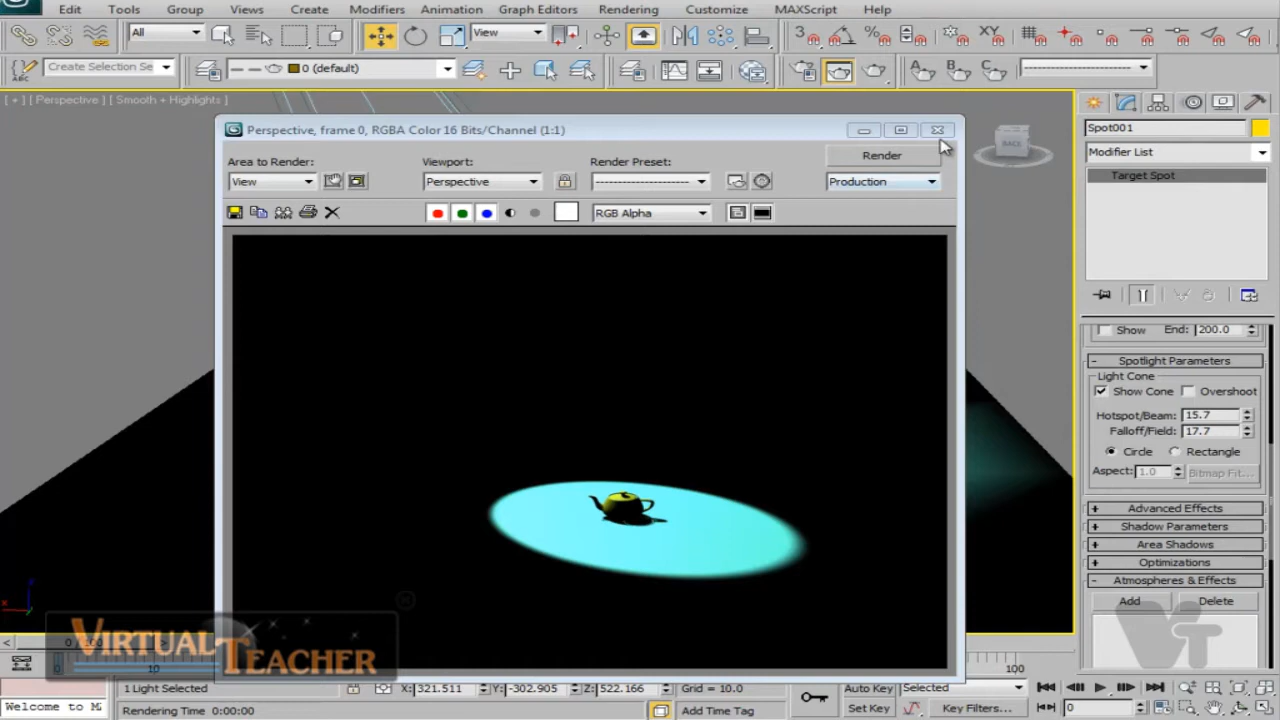 Edit Tools Group Views Create Modifiers Animation Graph Editors Rendering Customize MAXScript Help
All View 3 % XY
ABC Create Selection Se 0 (default) A B C
[ + ] [ Perspective ] [ Smooth + Highlights ]
BACK
Perspective, frame 0, RGBA Color 16 Bits/Channel (1:1)
Area to Render: Viewport: Render Preset: Render
View Perspective Production
RGB Alpha
Spot001
Modifier List
Target Spot
Show End: 200.0
- Spotlight Parameters
Light Cone
Show Cone Overshoot
Hotspot/Beam: 15.7
Falloff/Field: 17.7
Circle Rectangle
Aspect: 1.0 Bitmap Fit...
+ Advanced Effects
+ Shadow Parameters
+ Area Shadows
+ Optimizations
- Atmospheres & Effects
Add Delete
VT
VIRTUAL TEACHER
x z
10 100
1 Light Selected X: 321.511 Y: -302.905 Z: 522.166 Grid = 10.0 Auto Key Selected
Welcome to M Rendering Time 0:00:00 Add Time Tag Set Key Key Filters... 0